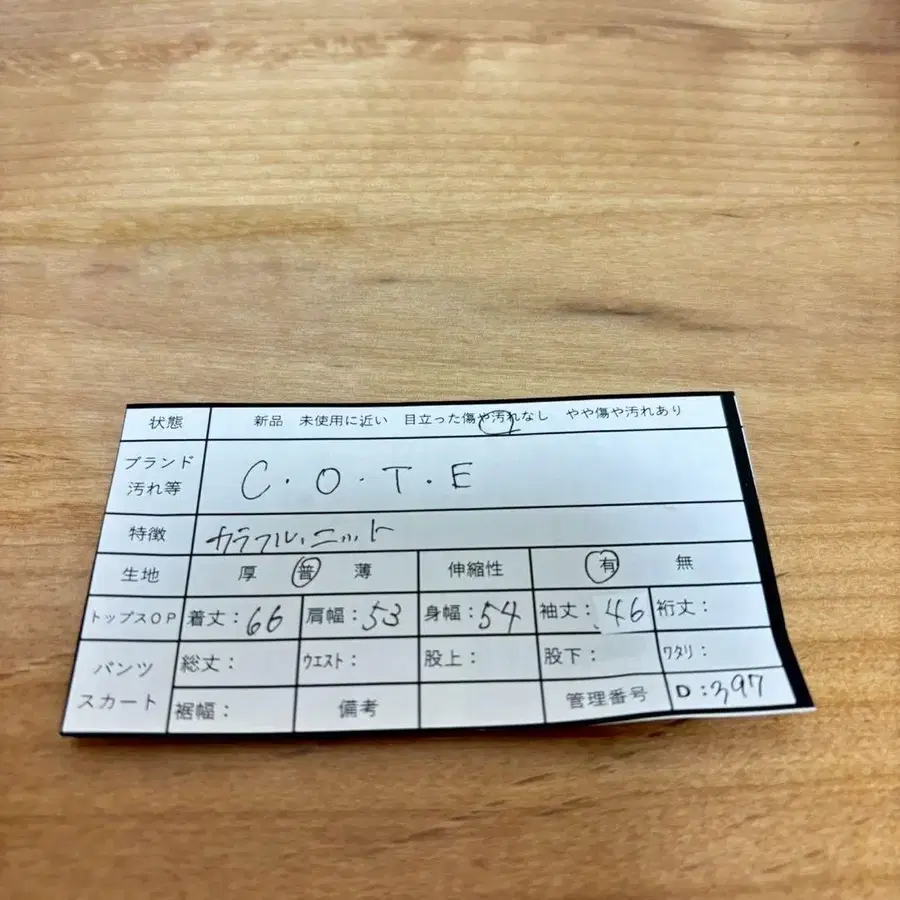 状態 新品 未使用に近い 目立った傷や汚れなし やや傷や汚れあり
ブランド
汚れ等 C・O・T・E
特徴 カラフル、ニット
生地 厚 普 薄 伸縮性 有 無
トップスOP 着丈:66 肩幅:53 身幅:54 袖丈:46 裄丈:
パンツ
スカート
総丈: ウエスト: 股上: 股下: ワタリ:
裾幅: 備考 管理番号 D:397